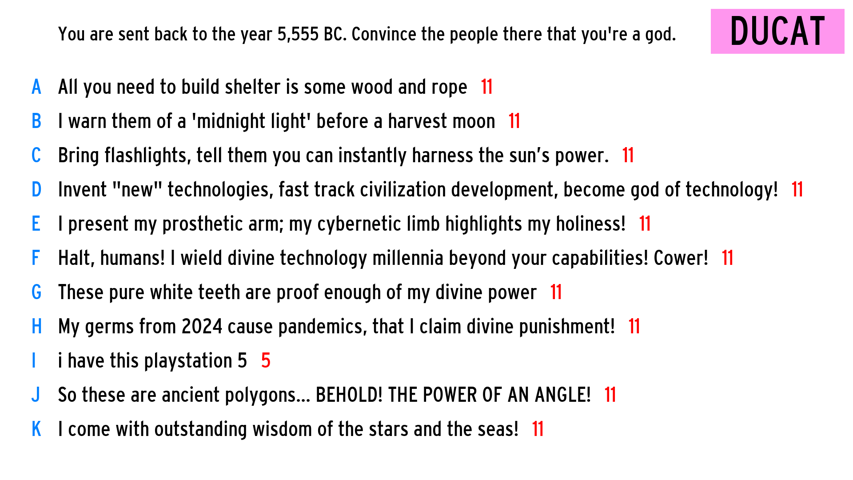 You are sent back to the year 5,555 BC. Convince the people there that you're a god. DUCAT
A All you need to build shelter is some wood and rope 11
B I warn them of a 'midnight light' before a harvest moon 11
C Bring flashlights, tell them you can instantly harness the sun’s power. 11
D Invent "new" technologies, fast track civilization development, become god of technology! 11
E I present my prosthetic arm; my cybernetic limb highlights my holiness! 11
F Halt, humans! I wield divine technology millennia beyond your capabilities! Cower! 11
G These pure white teeth are proof enough of my divine power 11
H My germs from 2024 cause pandemics, that I claim divine punishment! 11
I i have this playstation 5 5
J So these are ancient polygons... BEHOLD! THE POWER OF AN ANGLE! 11
K I come with outstanding wisdom of the stars and the seas! 11